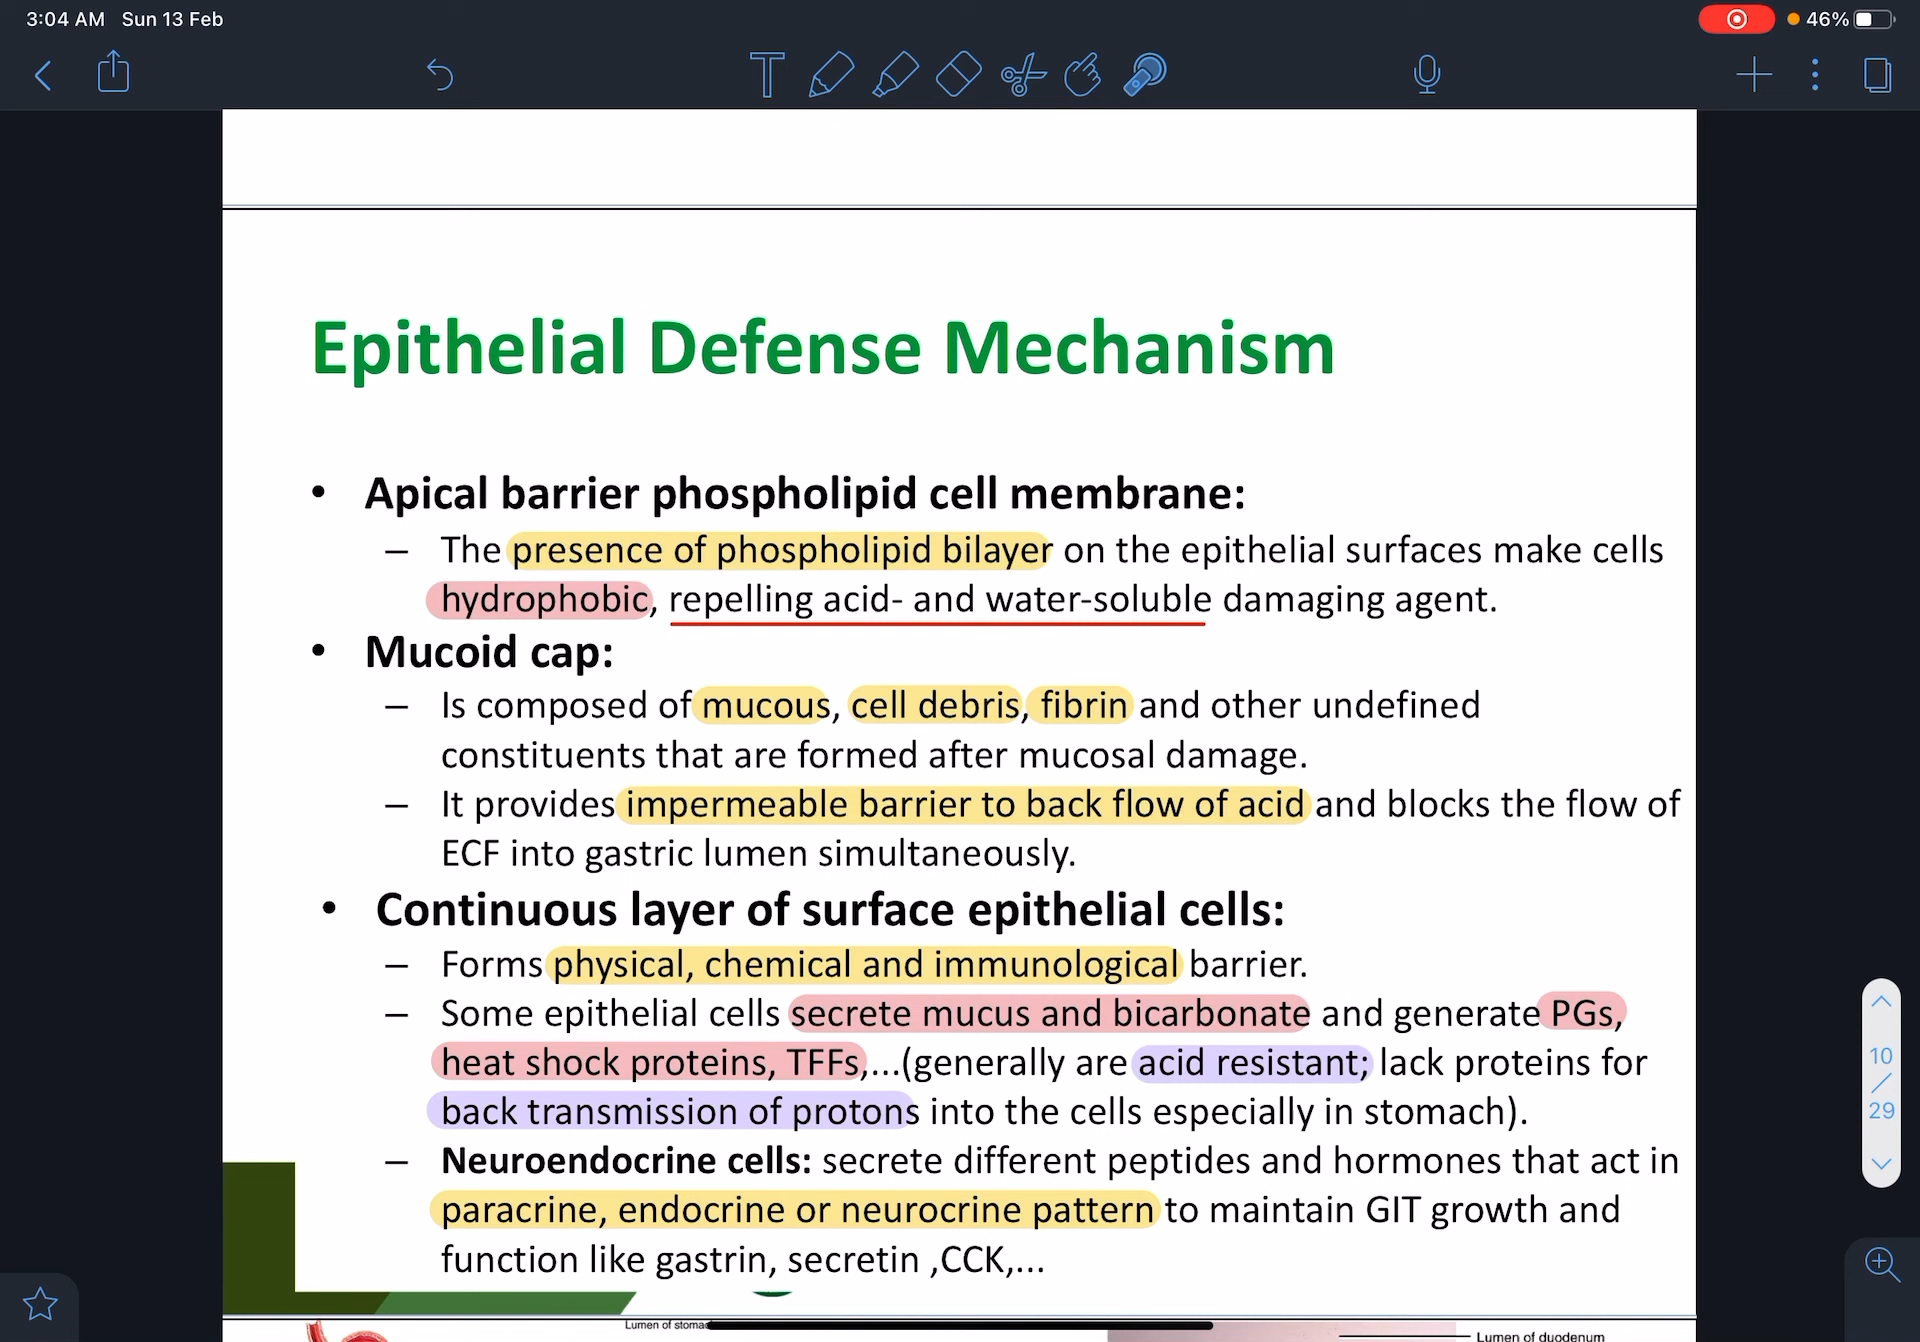 3:04 AM Sun 13 Feb
46%
Epithelial Defense Mechanism
• Apical barrier phospholipid cell membrane:
– The presence of phospholipid bilayer on the epithelial surfaces make cells
hydrophobic, repelling acid- and water-soluble damaging agent.
• Mucoid cap:
– Is composed of mucous, cell debris, fibrin and other undefined
constituents that are formed after mucosal damage.
– It provides impermeable barrier to back flow of acid and blocks the flow of
ECF into gastric lumen simultaneously.
• Continuous layer of surface epithelial cells:
– Forms physical, chemical and immunological barrier.
– Some epithelial cells secrete mucus and bicarbonate and generate PGs,
heat shock proteins, TFFs,...(generally are acid resistant; lack proteins for
back transmission of protons into the cells especially in stomach).
– Neuroendocrine cells: secrete different peptides and hormones that act in
paracrine, endocrine or neurocrine pattern to maintain GIT growth and
function like gastrin, secretin ,CCK,...
10
/
29
Lumen of
Lumen of duodenum